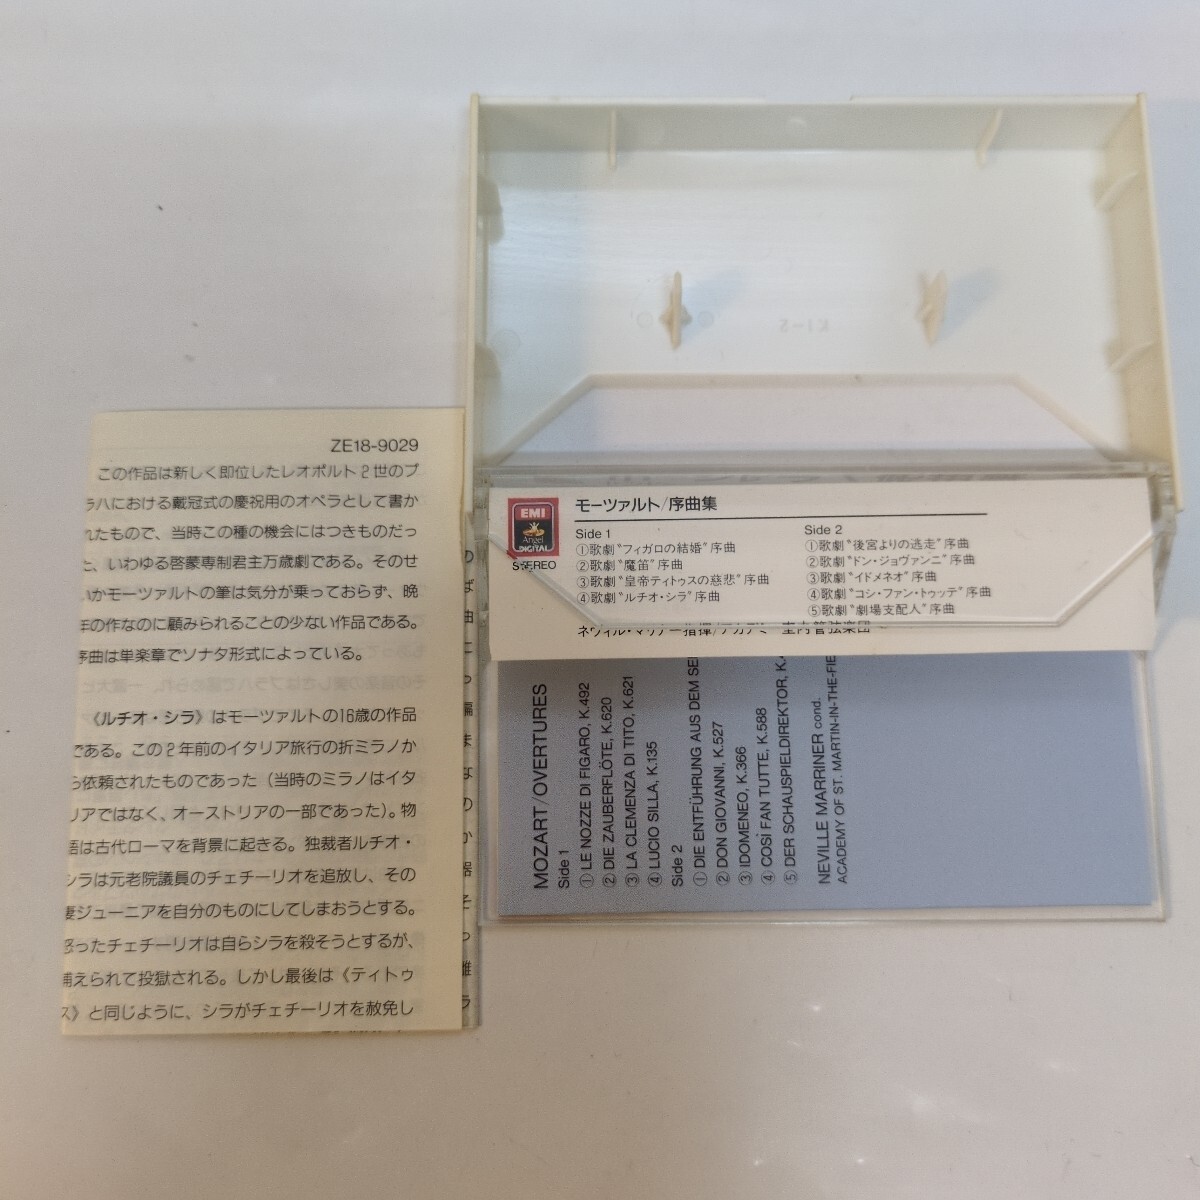 ZE18-9029
この作品は新しく即位したレオポルト2世のプ
ラハにおける戴冠式の慶祝用のオペラとして書か
れたもので、当時この種の機会にはつきものだっ
た、いわゆる啓蒙専制君主万歳劇である。そのせ
いかモーツァルトの筆は気分が乗っておらず、晩
年の作なのに顧みられることの少ない作品である。
序曲は単楽章でソナタ形式によっている。
《ルチオ・シラ》はモーツァルトの16歳の作品
である。この2年前のイタリア旅行の折ミラノか
ら依頼されたものであった（当時のミラノはイタ
リアではなく、オーストリアの一部であった）。物
語は古代ローマを背景に起きる。独裁者ルチオ・
シラは元老院議員のチェチーリオを追放し、その
妻ジューニアを自分のものにしてしまおうとする。
怒ったチェチーリオは自らシラを殺そうとするが、
捕えられて投獄される。しかし最後は《ティトゥ
ス》と同じように、シラがチェチーリオを赦免し
K1-2
EMI
Angel
DIGITAL
STEREO
モーツァルト/序曲集
Side 1
①歌劇“フィガロの結婚”序曲
②歌劇“魔笛”序曲
③歌劇“皇帝ティトゥスの慈悲”序曲
④歌劇“ルチオ・シラ”序曲
Side 2
①歌劇“後宮よりの逃走”序曲
②歌劇“ドン・ジョヴァンニ”序曲
③歌劇“イドメネオ”序曲
④歌劇“コシ・ファン・トゥッテ”序曲
⑤歌劇“劇場支配人”序曲
ネヴィル・マリナー指揮/アカデミー室内管弦楽団
MOZART/OVERTURES
Side 1
① LE NOZZE DI FIGARO, K.492
② DIE ZAUBERFLÖTE, K.620
③ LA CLEMENZA DI TITO, K.621
④ LUCIO SILLA, K.135
Side 2
① DIE ENTFÜHRUNG AUS DEM SE
② DON GIOVANNI, K.527
③ IDOMENEO, K.366
④ COSÌ FAN TUTTE, K.588
⑤ DER SCHAUSPIELDIREKTOR, K.4
NEVILLE MARRINER cond.
ACADEMY OF ST. MARTIN-IN-THE-FIE